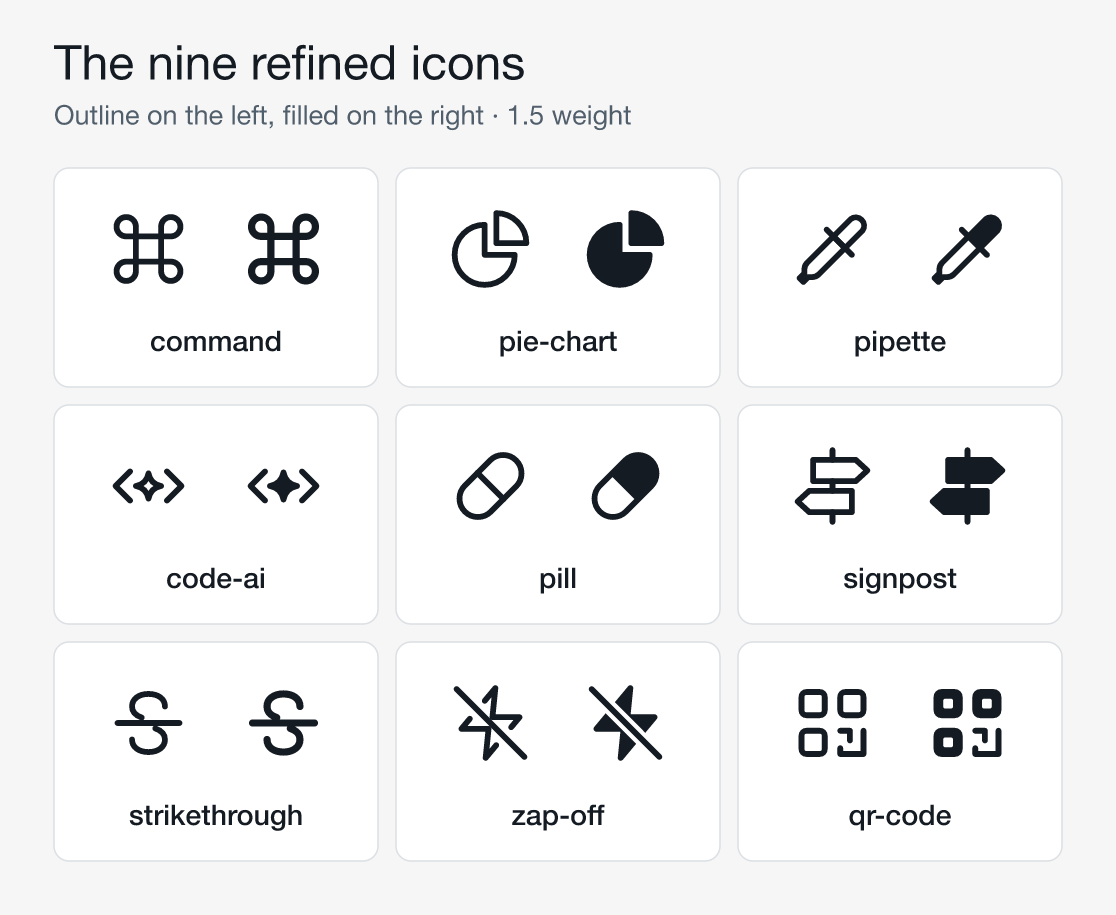 The nine refined icons
Outline on the left, filled on the right · 1.5 weight
command
pie-chart
pipette
code-ai
pill
signpost
strikethrough
zap-off
qr-code